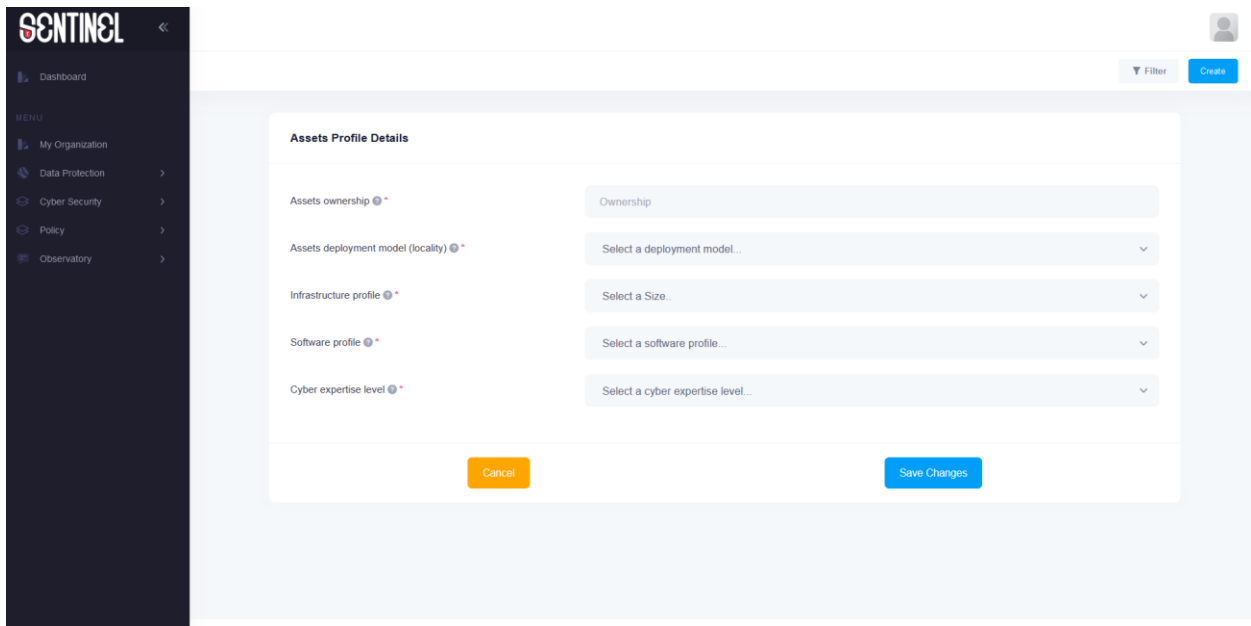 SENTINEL
Filter
Create
Dashboard
MENU
My Organization
Data Protection
Cyber Security
Policy
Observatory
Assets Profile Details
Assets ownership ? *
Ownership
Assets deployment model (locality) ? *
Select a deployment model...
Infrastructure profile ? *
Select a Size..
Software profile ? *
Select a software profile...
Cyber expertise level ? *
Select a cyber expertise level...
Cancel
Save Changes